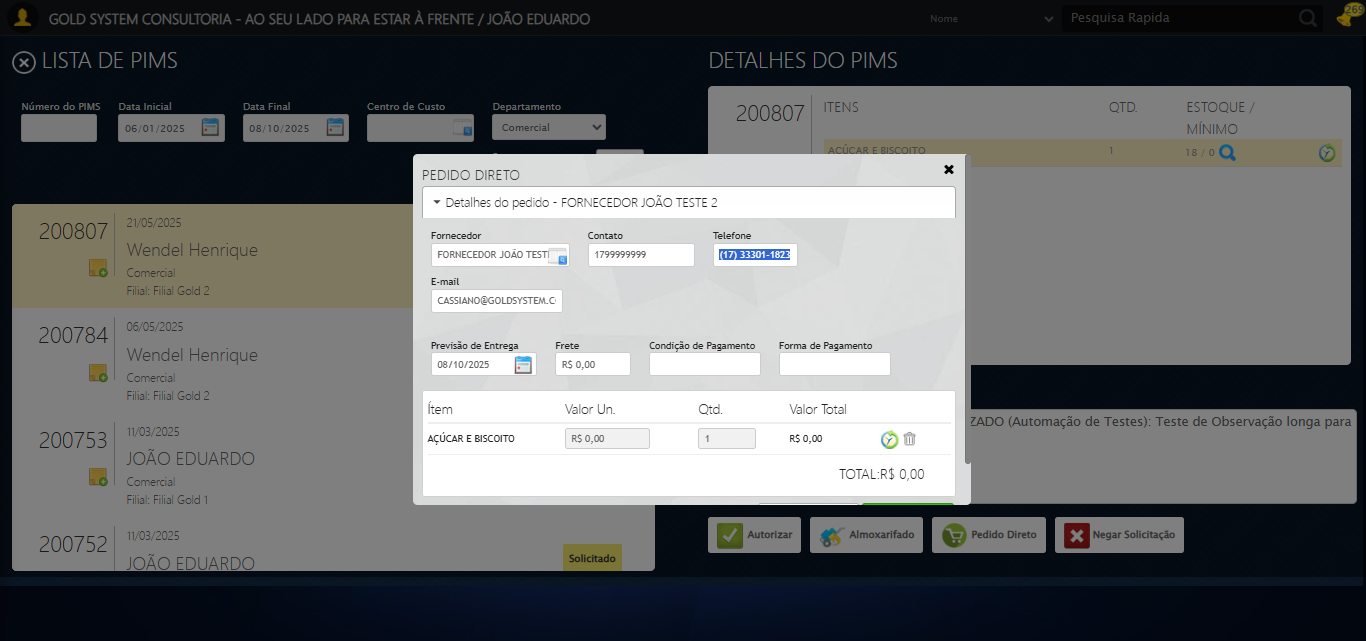 GOLD SYSTEM CONSULTORIA - AO SEU LADO PARA ESTAR À FRENTE / JOÃO EDUARDO
Nome
Pesquisa Rapida
269
LISTA DE PIMS
Número do PIMS
Data Inicial
Data Final
Centro de Custo
Departamento
06/01/2025
08/10/2025
Comercial
200807
21/05/2025
Wendel Henrique
Comercial
Filial: Filial Gold 2
200784
06/05/2025
Wendel Henrique
Comercial
Filial: Filial Gold 2
200753
11/03/2025
JOÃO EDUARDO
Comercial
Filial: Filial Gold 1
200752
11/03/2025
JOÃO EDUARDO
Solicitado
DETALHES DO PIMS
200807
ITENS
QTD.
ESTOQUE /
MÍNIMO
AÇÚCAR E BISCOITO
1
18 / 0
PEDIDO DIRETO
Detalhes do pedido - FORNECEDOR JOÃO TESTE 2
Fornecedor
Contato
Telefone
FORNECEDOR JOÃO TEST
1799999999
(17) 33301-1823
E-mail
CASSIANO@GOLDSYSTEM.C
Previsão de Entrega
Frete
Condição de Pagamento
Forma de Pagamento
08/10/2025
R$ 0,00
Ítem
Valor Un.
Qtd.
Valor Total
AÇÚCAR E BISCOITO
R$ 0,00
1
R$ 0,00
TOTAL:R$ 0,00
ZADO (Automação de Testes): Teste de Observação longa para
Autorizar
Almoxarifado
Pedido Direto
Negar Solicitação